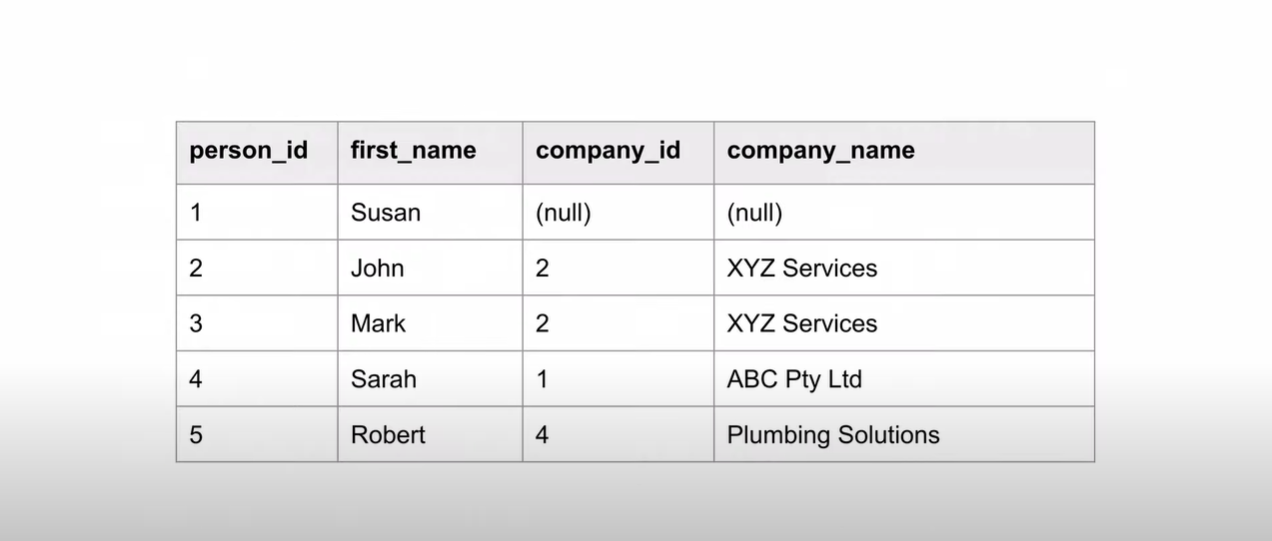 person_id first_name company_id company_name
1 Susan (null) (null)
2 John 2 XYZ Services
3 Mark 2 XYZ Services
4 Sarah 1 ABC Pty Ltd
5 Robert 4 Plumbing Solutions